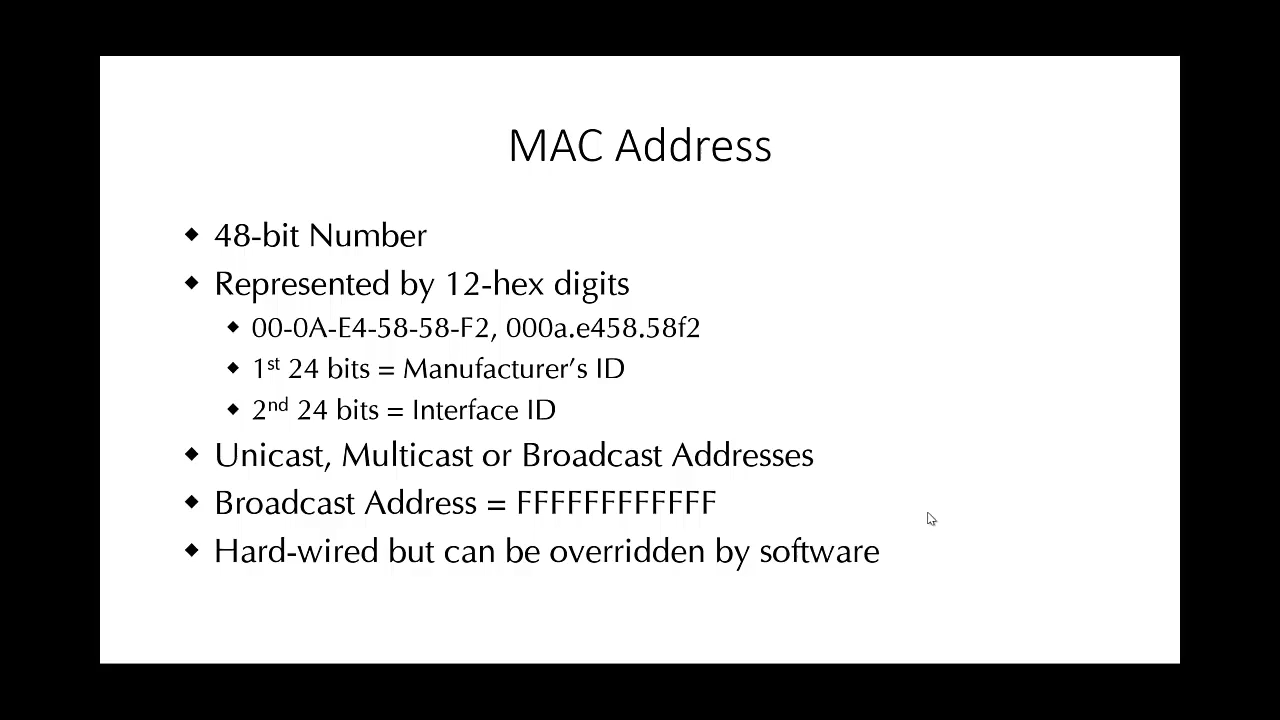 MAC Address
◆ 48-bit Number
◆ Represented by 12-hex digits
◆ 00-0A-E4-58-58-F2, 000a.e458.58f2
◆ 1st 24 bits = Manufacturer’s ID
◆ 2nd 24 bits = Interface ID
◆ Unicast, Multicast or Broadcast Addresses
◆ Broadcast Address = FFFFFFFFFFFF
◆ Hard-wired but can be overridden by software